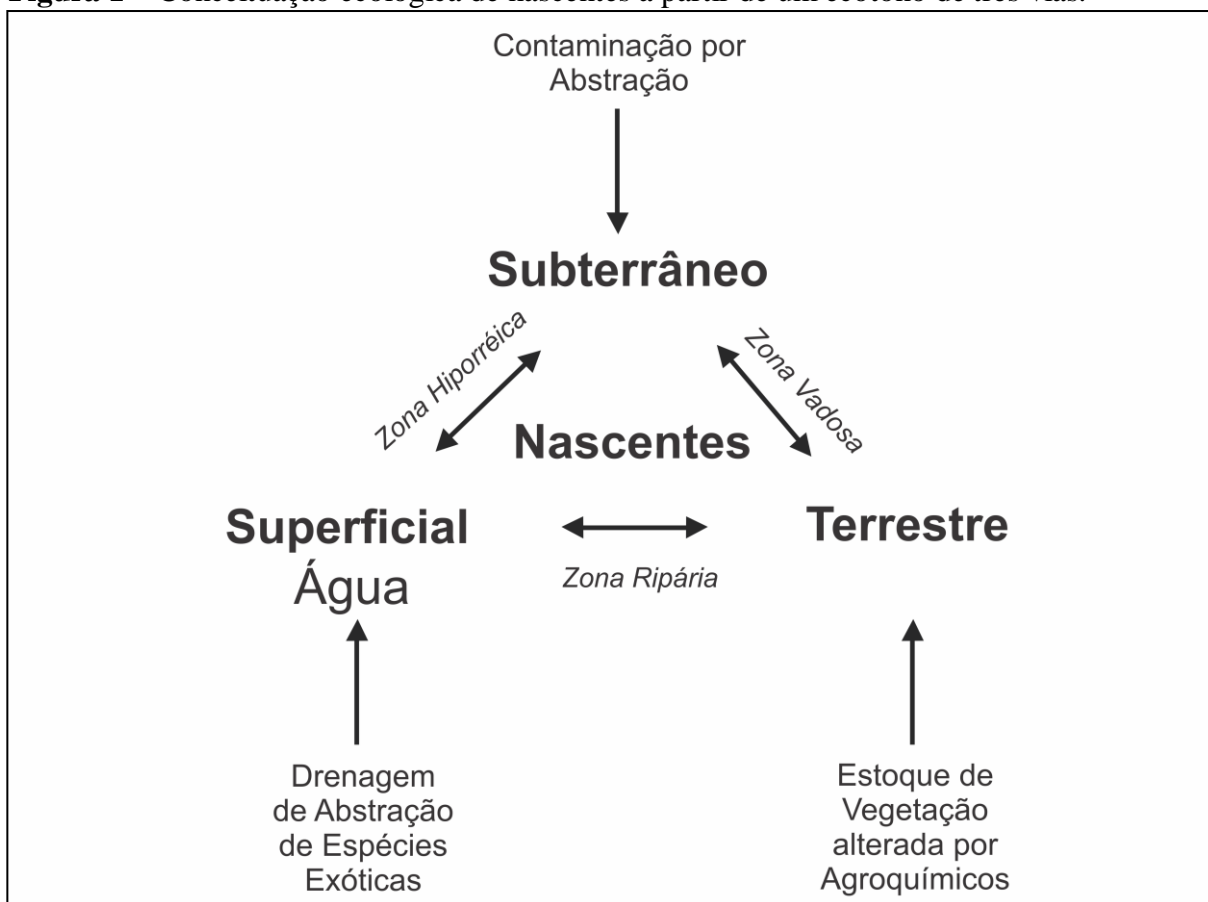 Contaminação por
Abstração
Subterrâneo
Zona Hiporréica
Zona Vadosa
Nascentes
Superficial
Água
Terrestre
Zona Ripária
Drenagem
de Abstração
de Espécies
Exóticas
Estoque de
Vegetação
alterada por
Agroquímicos